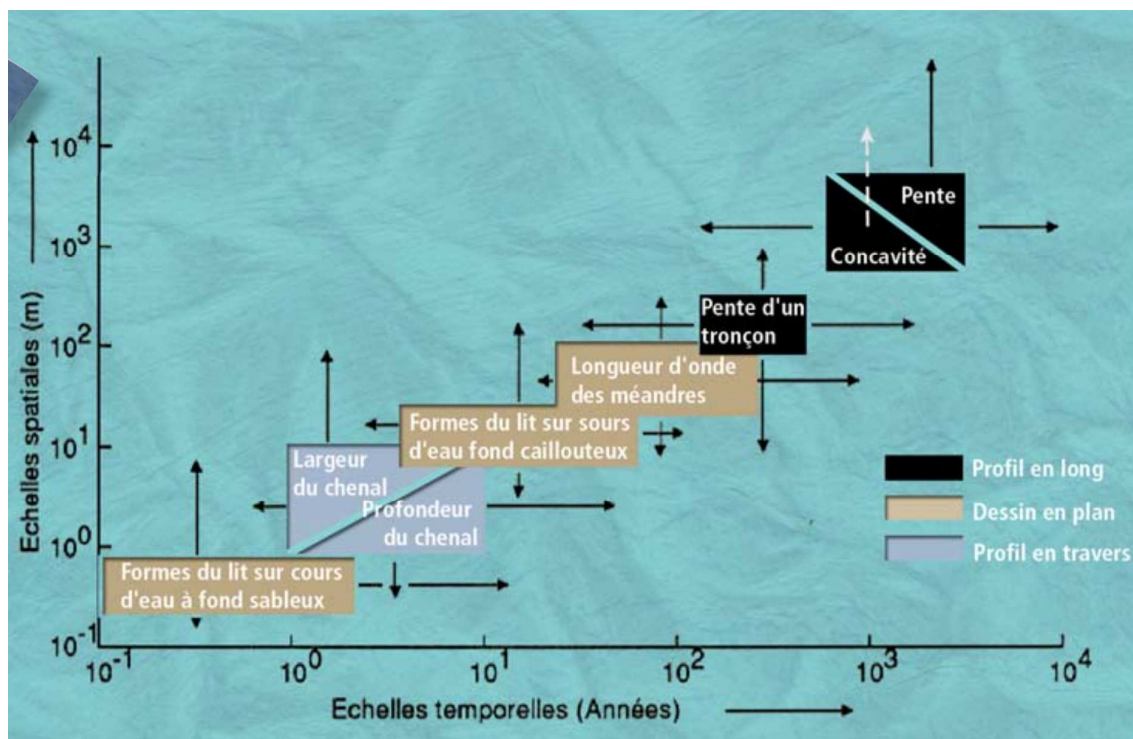 Echelles spatiales (m)
10⁴
10³
10²
10¹
10⁰
10⁻¹
Pente
Concavité
Pente d'un
tronçon
Longueur d'onde
des méandres
Formes du lit sur sours
d'eau fond caillouteux
Largeur
du chenal
Profondeur
du chenal
Formes du lit sur cours
d'eau à fond sableux
Profil en long
Dessin en plan
Profil en travers
10⁻¹ 10⁰ 10¹ 10² 10³ 10⁴
Echelles temporelles (Années)